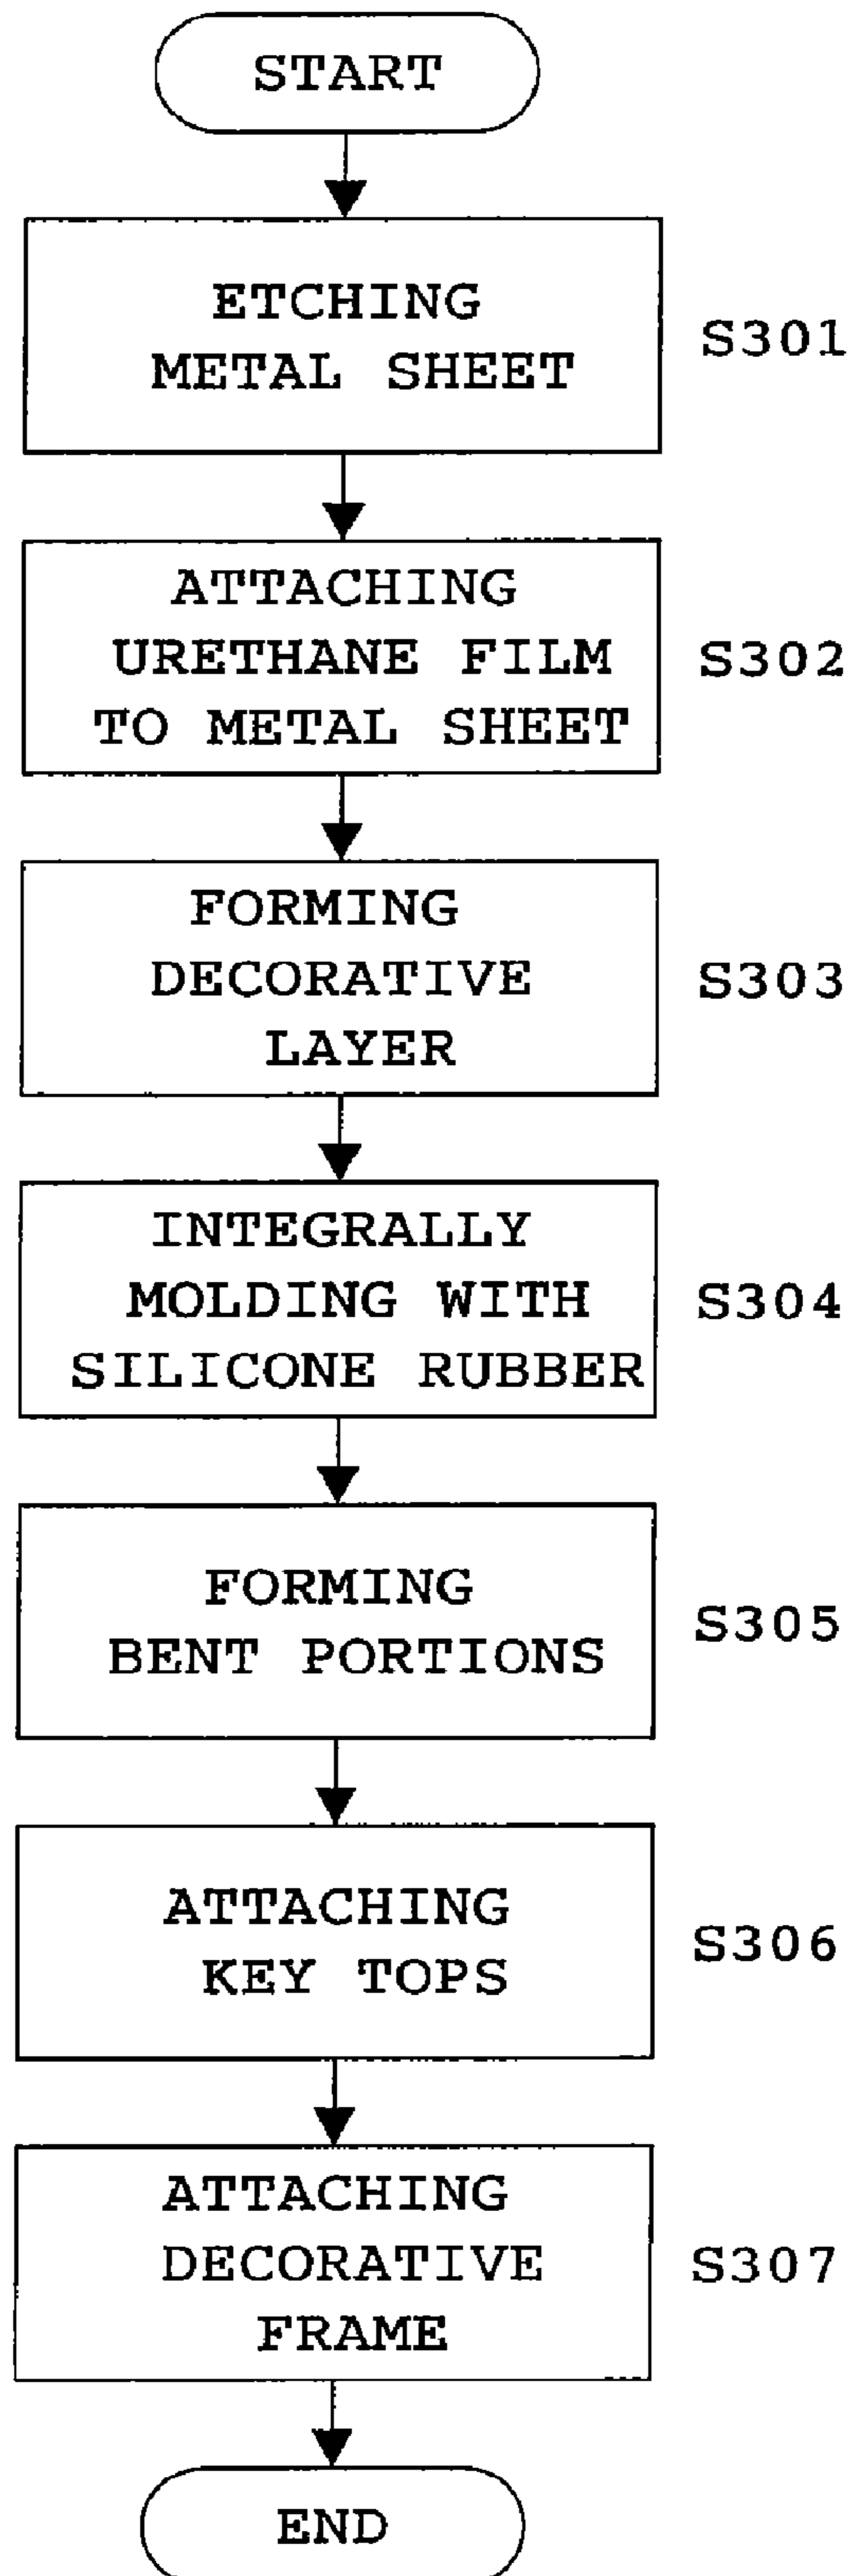 START
ETCHING
METAL SHEET
S301
ATTACHING
URETHANE FILM
TO METAL SHEET
S302
FORMING
DECORATIVE
LAYER
S303
INTEGRALLY
MOLDING WITH
SILICONE RUBBER
S304
FORMING
BENT PORTIONS
S305
ATTACHING
KEY TOPS
S306
ATTACHING
DECORATIVE
FRAME
S307
END